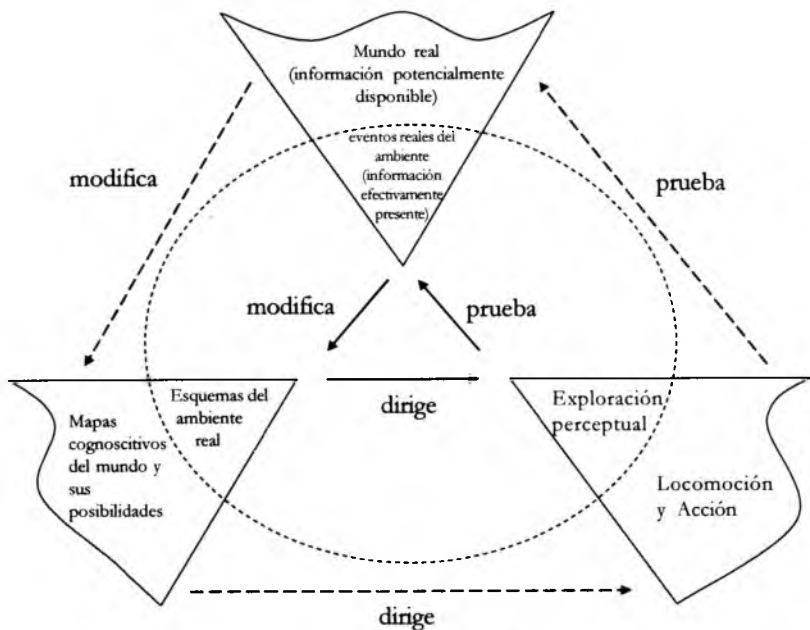 Mundo real
(información potencialmente
disponible)
eventos reales del
ambiente
(información
efectivamente
presente)
modifica
prueba
modifica
prueba
Esquemas del
ambiente
real
dirige
Exploración
perceptual
Mapas
cognoscitivos
del mundo y
sus
posibilidades
Locomoción
y Acción
dirige